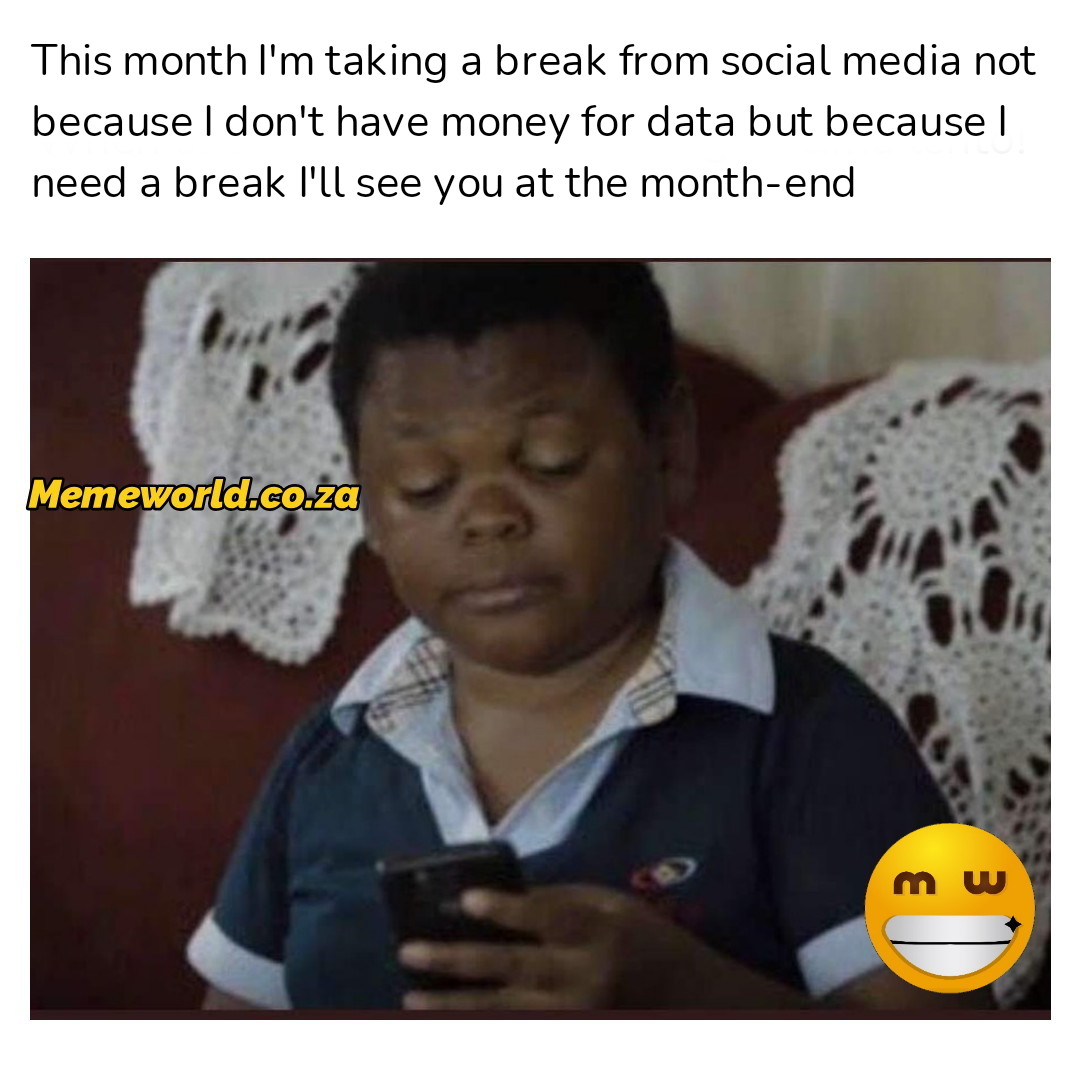 This month I'm taking a break from social media not
because I don't have money for data but because I
need a break I'll see you at the month-end
Memeworld.co.za
m w